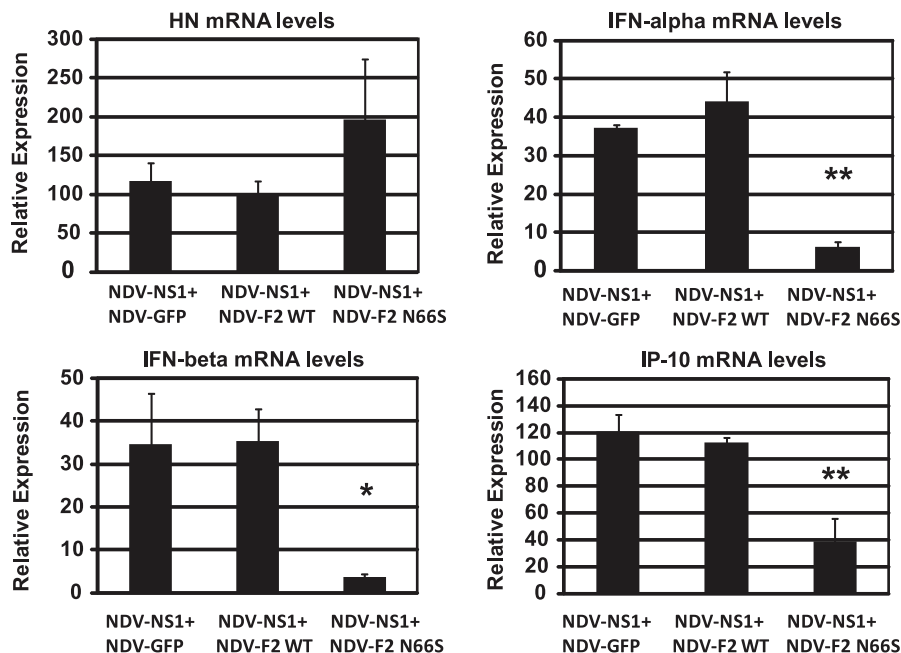 HN mRNA levels
Relative Expression
300
250
200
150
100
50
0
NDV-NS1+ NDV-NS1+ NDV-NS1+
NDV-GFP NDV-F2 WT NDV-F2 N66S
IFN-alpha mRNA levels
Relative Expression
60
50
40
30
20
10
0
**
NDV-NS1+ NDV-NS1+ NDV-NS1+
NDV-GFP NDV-F2 WT NDV-F2 N66S
IFN-beta mRNA levels
Relative Expression
50
40
30
20
10
0
*
NDV-NS1+ NDV-NS1+ NDV-NS1+
NDV-GFP NDV-F2 WT NDV-F2 N66S
IP-10 mRNA levels
Relative Expression
160
140
120
100
80
60
40
20
0
**
NDV-NS1+ NDV-NS1+ NDV-NS1+
NDV-GFP NDV-F2 WT NDV-F2 N66S